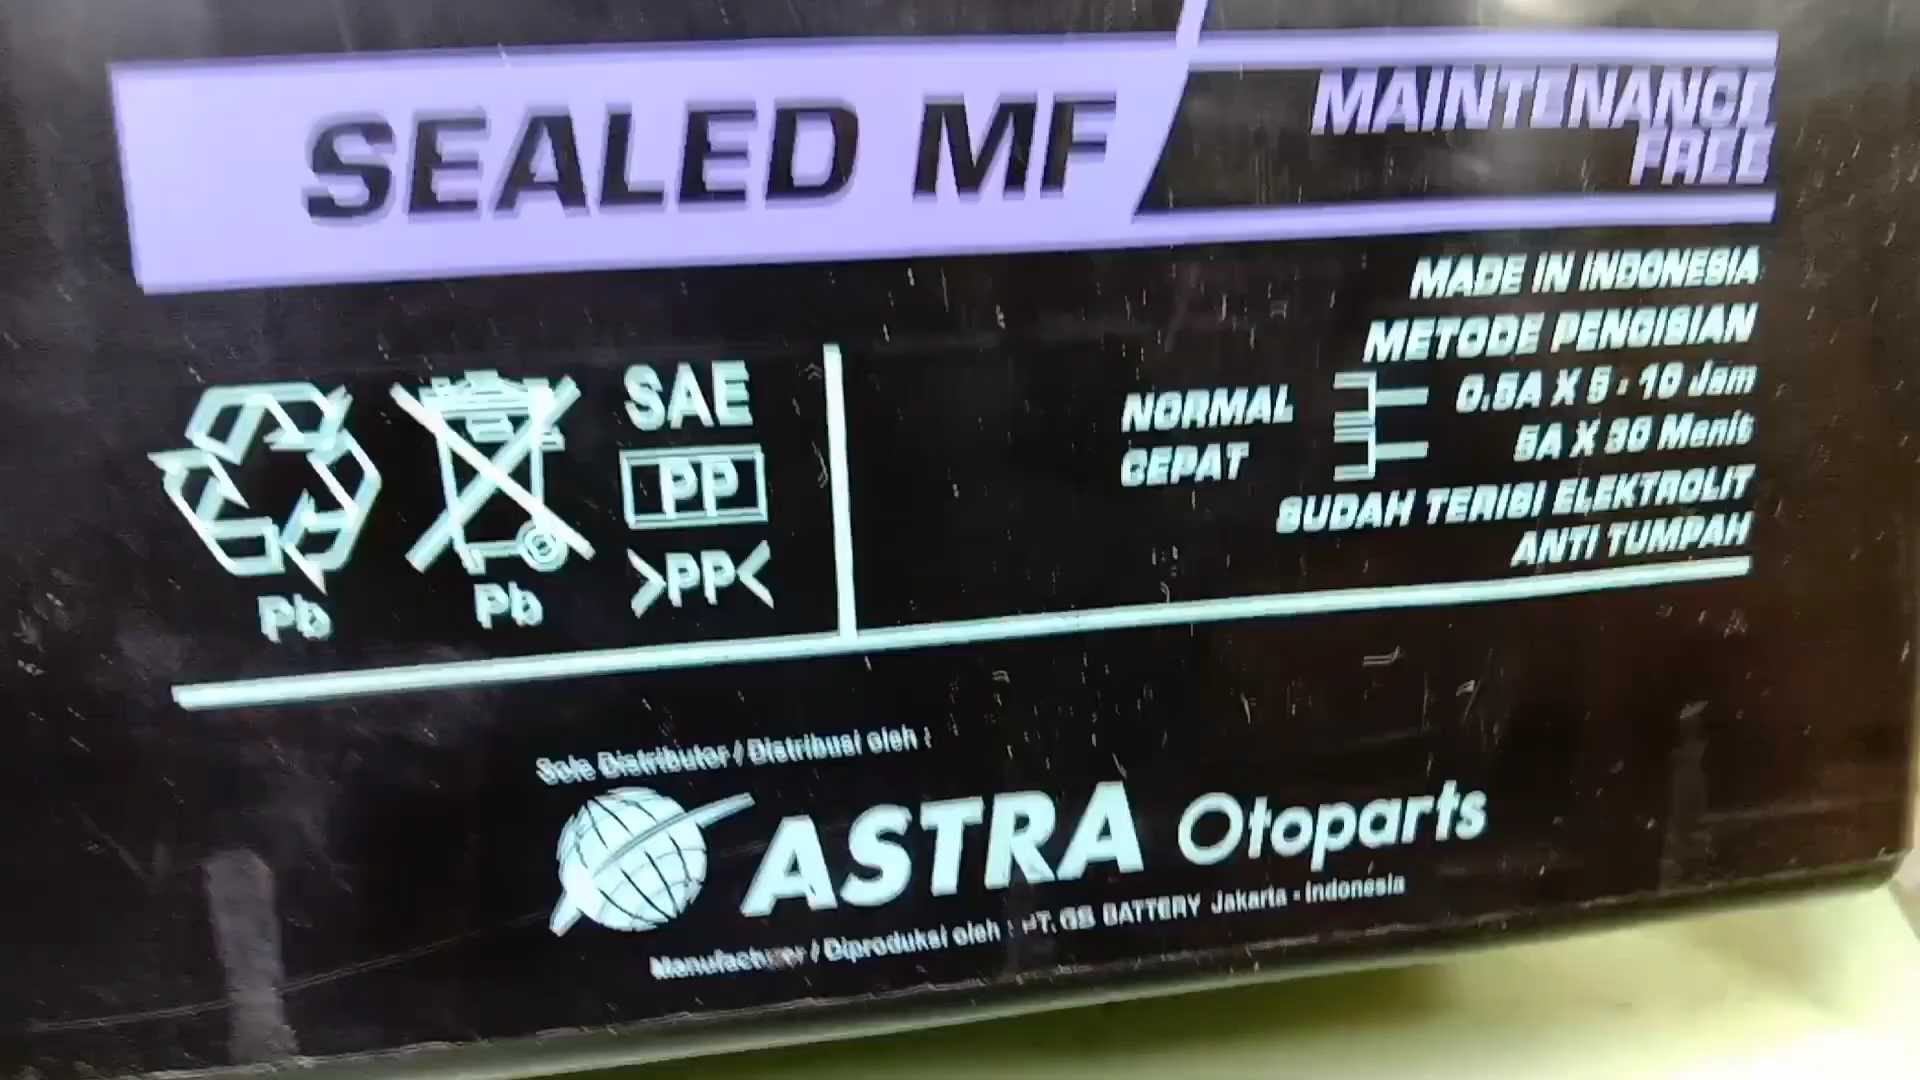 SEALED MF
MAINTENANCE
FREE
MADE IN INDONESIA
METODE PENGISIAN
NORMAL 0.5A X 5 - 10 Jam
CEPAT 5A X 30 Menit
SUDAH TERISI ELEKTROLIT
ANTI TUMPAH
SAE
PP
>PP<
Pb
Pb
Sole Distributor / Distribusi oleh :
ASTRA Otoparts
Manufacturer / Diproduksi oleh : PT. GS BATTERY Jakarta - Indonesia